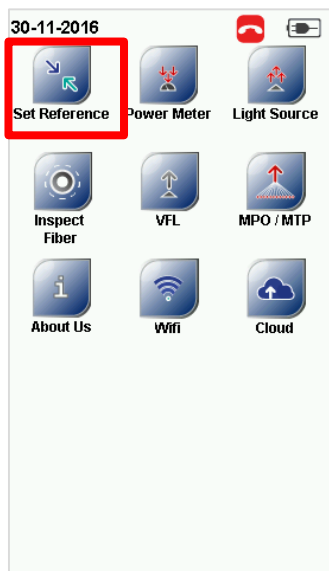 30-11-2016
Set Reference
Power Meter
Light Source
Inspect
Fiber
VFL
MPO / MTP
i
About Us
Wifi
Cloud